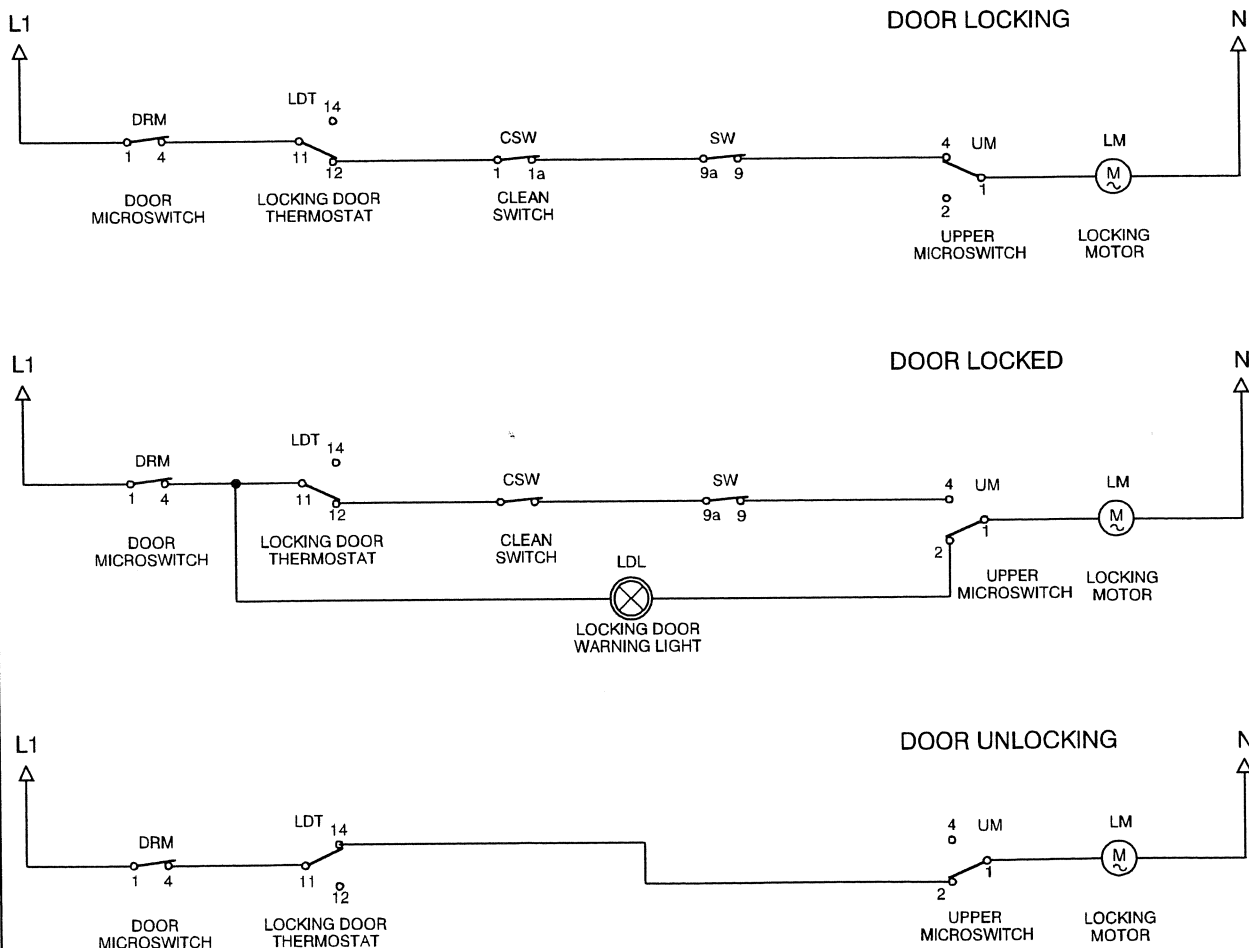 L1
DOOR LOCKING
N
LDT 14
DRM
CSW
SW
4 UM
LM
1 4
11
12
1 1a
9a 9
1
M
2
DOOR
MICROSWITCH
LOCKING DOOR
THERMOSTAT
CLEAN
SWITCH
UPPER
MICROSWITCH
LOCKING
MOTOR
L1
DOOR LOCKED
N
LDT 14
DRM
CSW
SW
4 UM
LM
1 4
11
12
9a 9
1
M
2
DOOR
MICROSWITCH
LOCKING DOOR
THERMOSTAT
CLEAN
SWITCH
LDL
UPPER
MICROSWITCH
LOCKING
MOTOR
LOCKING DOOR
WARNING LIGHT
L1
DOOR UNLOCKING
N
LDT 14
DRM
4 UM
LM
1 4
11
12
1
M
2
DOOR
MICROSWITCH
LOCKING DOOR
THERMOSTAT
UPPER
MICROSWITCH
LOCKING
MOTOR